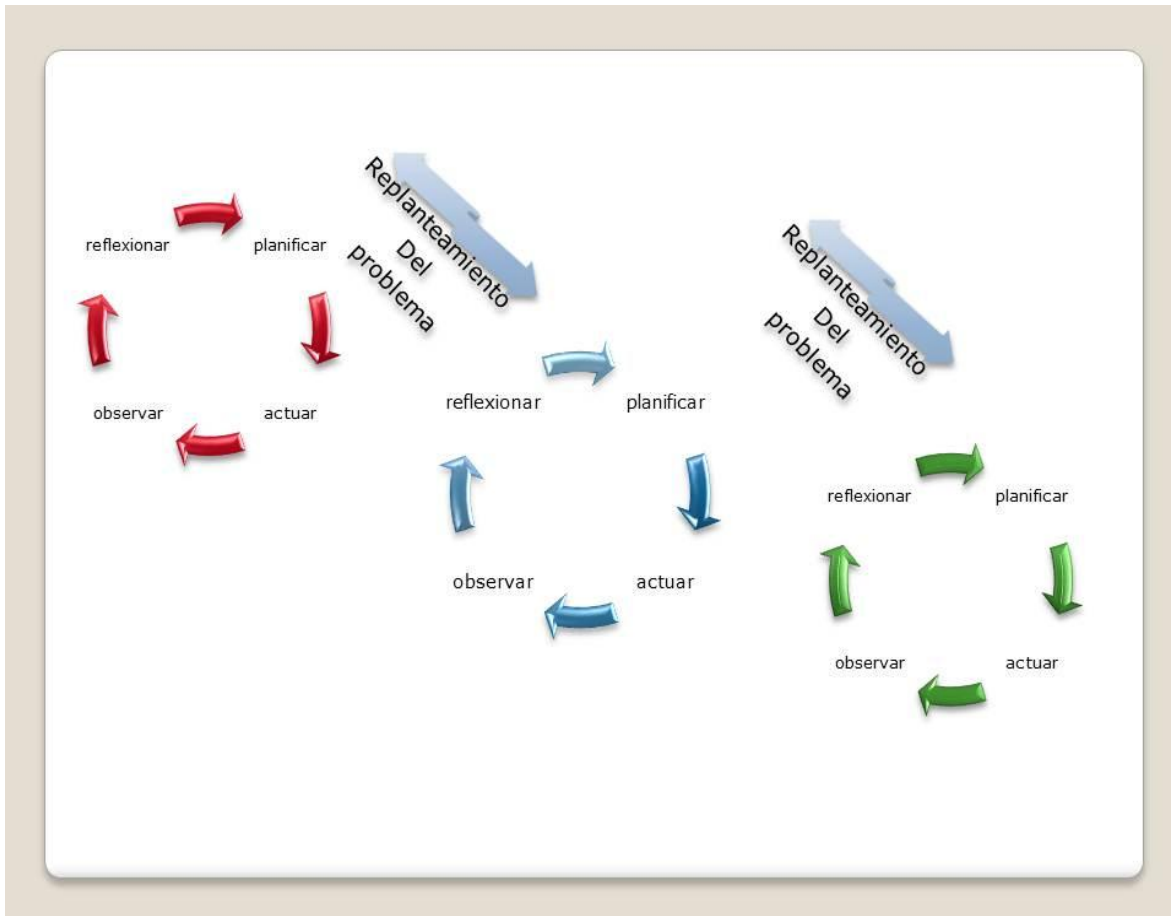 reflexionar
planificar
actuar
observar
Replanteamiento
Del
problema
reflexionar
planificar
actuar
observar
Replanteamiento
Del
problema
reflexionar
planificar
actuar
observar